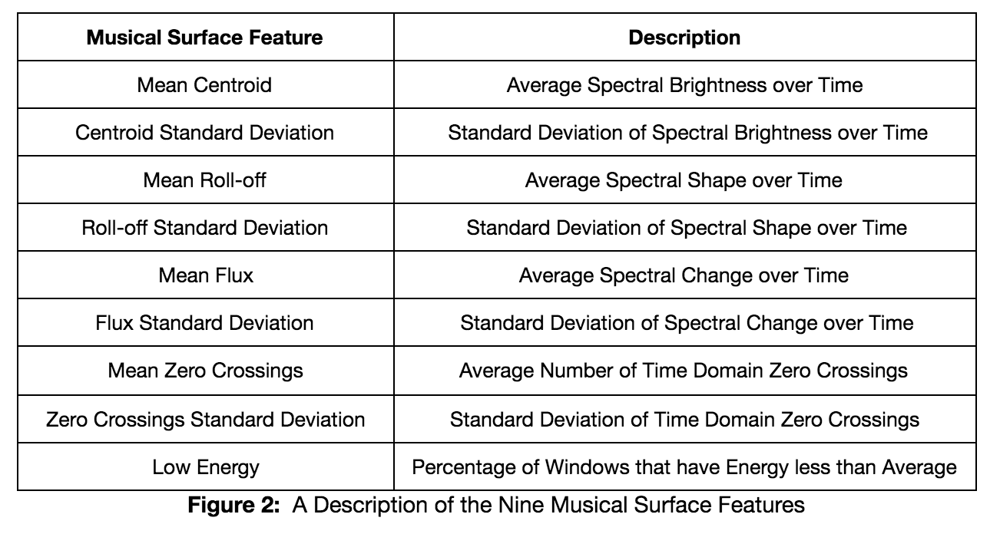 Musical Surface Feature Description
Mean Centroid Average Spectral Brightness over Time
Centroid Standard Deviation Standard Deviation of Spectral Brightness over Time
Mean Roll-off Average Spectral Shape over Time
Roll-off Standard Deviation Standard Deviation of Spectral Shape over Time
Mean Flux Average Spectral Change over Time
Flux Standard Deviation Standard Deviation of Spectral Change over Time
Mean Zero Crossings Average Number of Time Domain Zero Crossings
Zero Crossings Standard Deviation Standard Deviation of Time Domain Zero Crossings
Low Energy Percentage of Windows that have Energy less than Average
Figure 2: A Description of the Nine Musical Surface Features